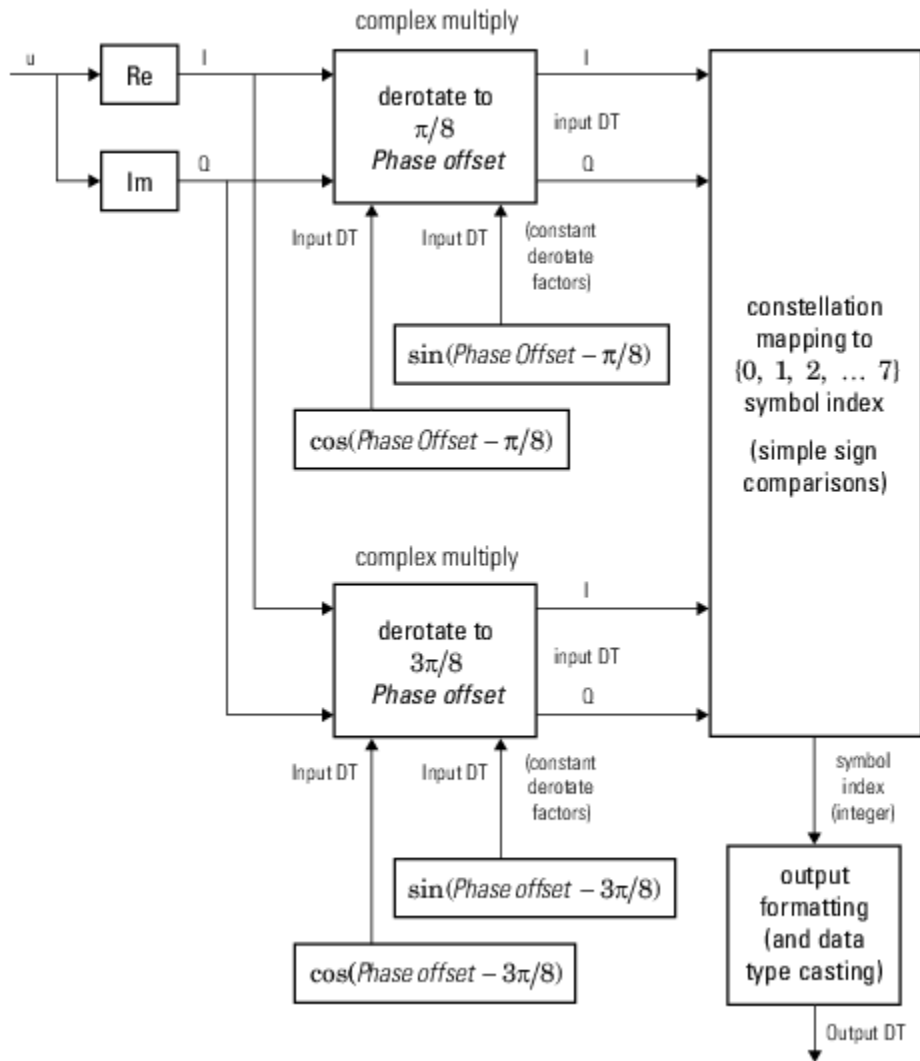 complex multiply
u
Re
I
derotate to
π/8
Phase offset
I
input DT
Im
Q
Q
Input DT
Input DT
(constant
derotate
factors)
sin(Phase Offset − π/8)
cos(Phase Offset − π/8)
constellation
mapping to
{0, 1, 2, … 7}
symbol index
(simple sign
comparisons)
complex multiply
derotate to
3π/8
Phase offset
I
input DT
Q
Input DT
Input DT
(constant
derotate
factors)
sin(Phase offset − 3π/8)
cos(Phase offset − 3π/8)
symbol
index
(integer)
output
formatting
(and data
type casting)
Output DT